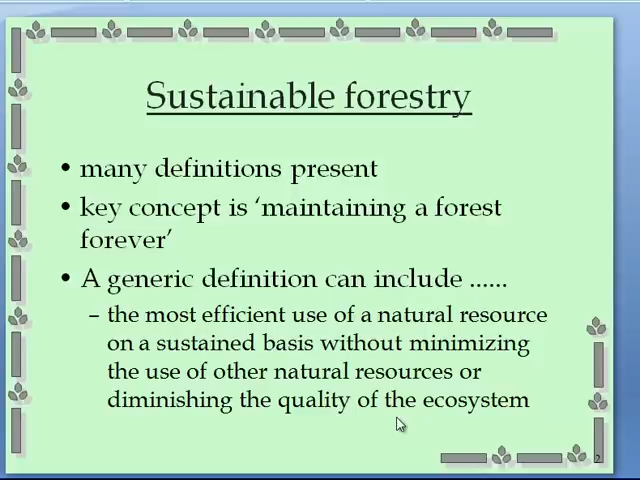 Sustainable forestry
• many definitions present
• key concept is ‘maintaining a forest
forever’
• A generic definition can include ......
– the most efficient use of a natural resource
on a sustained basis without minimizing
the use of other natural resources or
diminishing the quality of the ecosystem
2